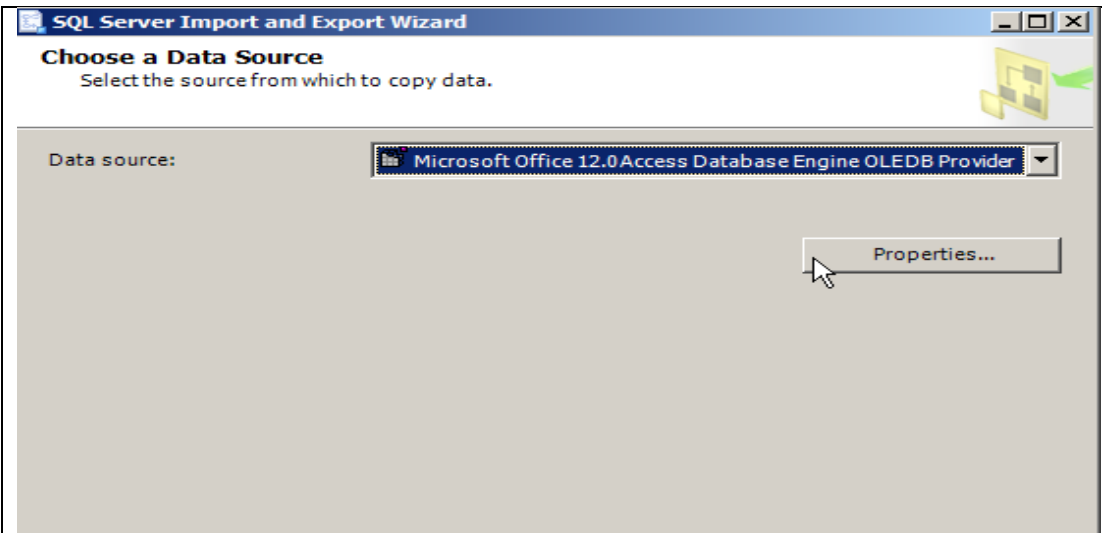 SQL Server Import and Export Wizard
Choose a Data Source
Select the source from which to copy data.
Data source:
Microsoft Office 12.0 Access Database Engine OLEDB Provider
Properties...